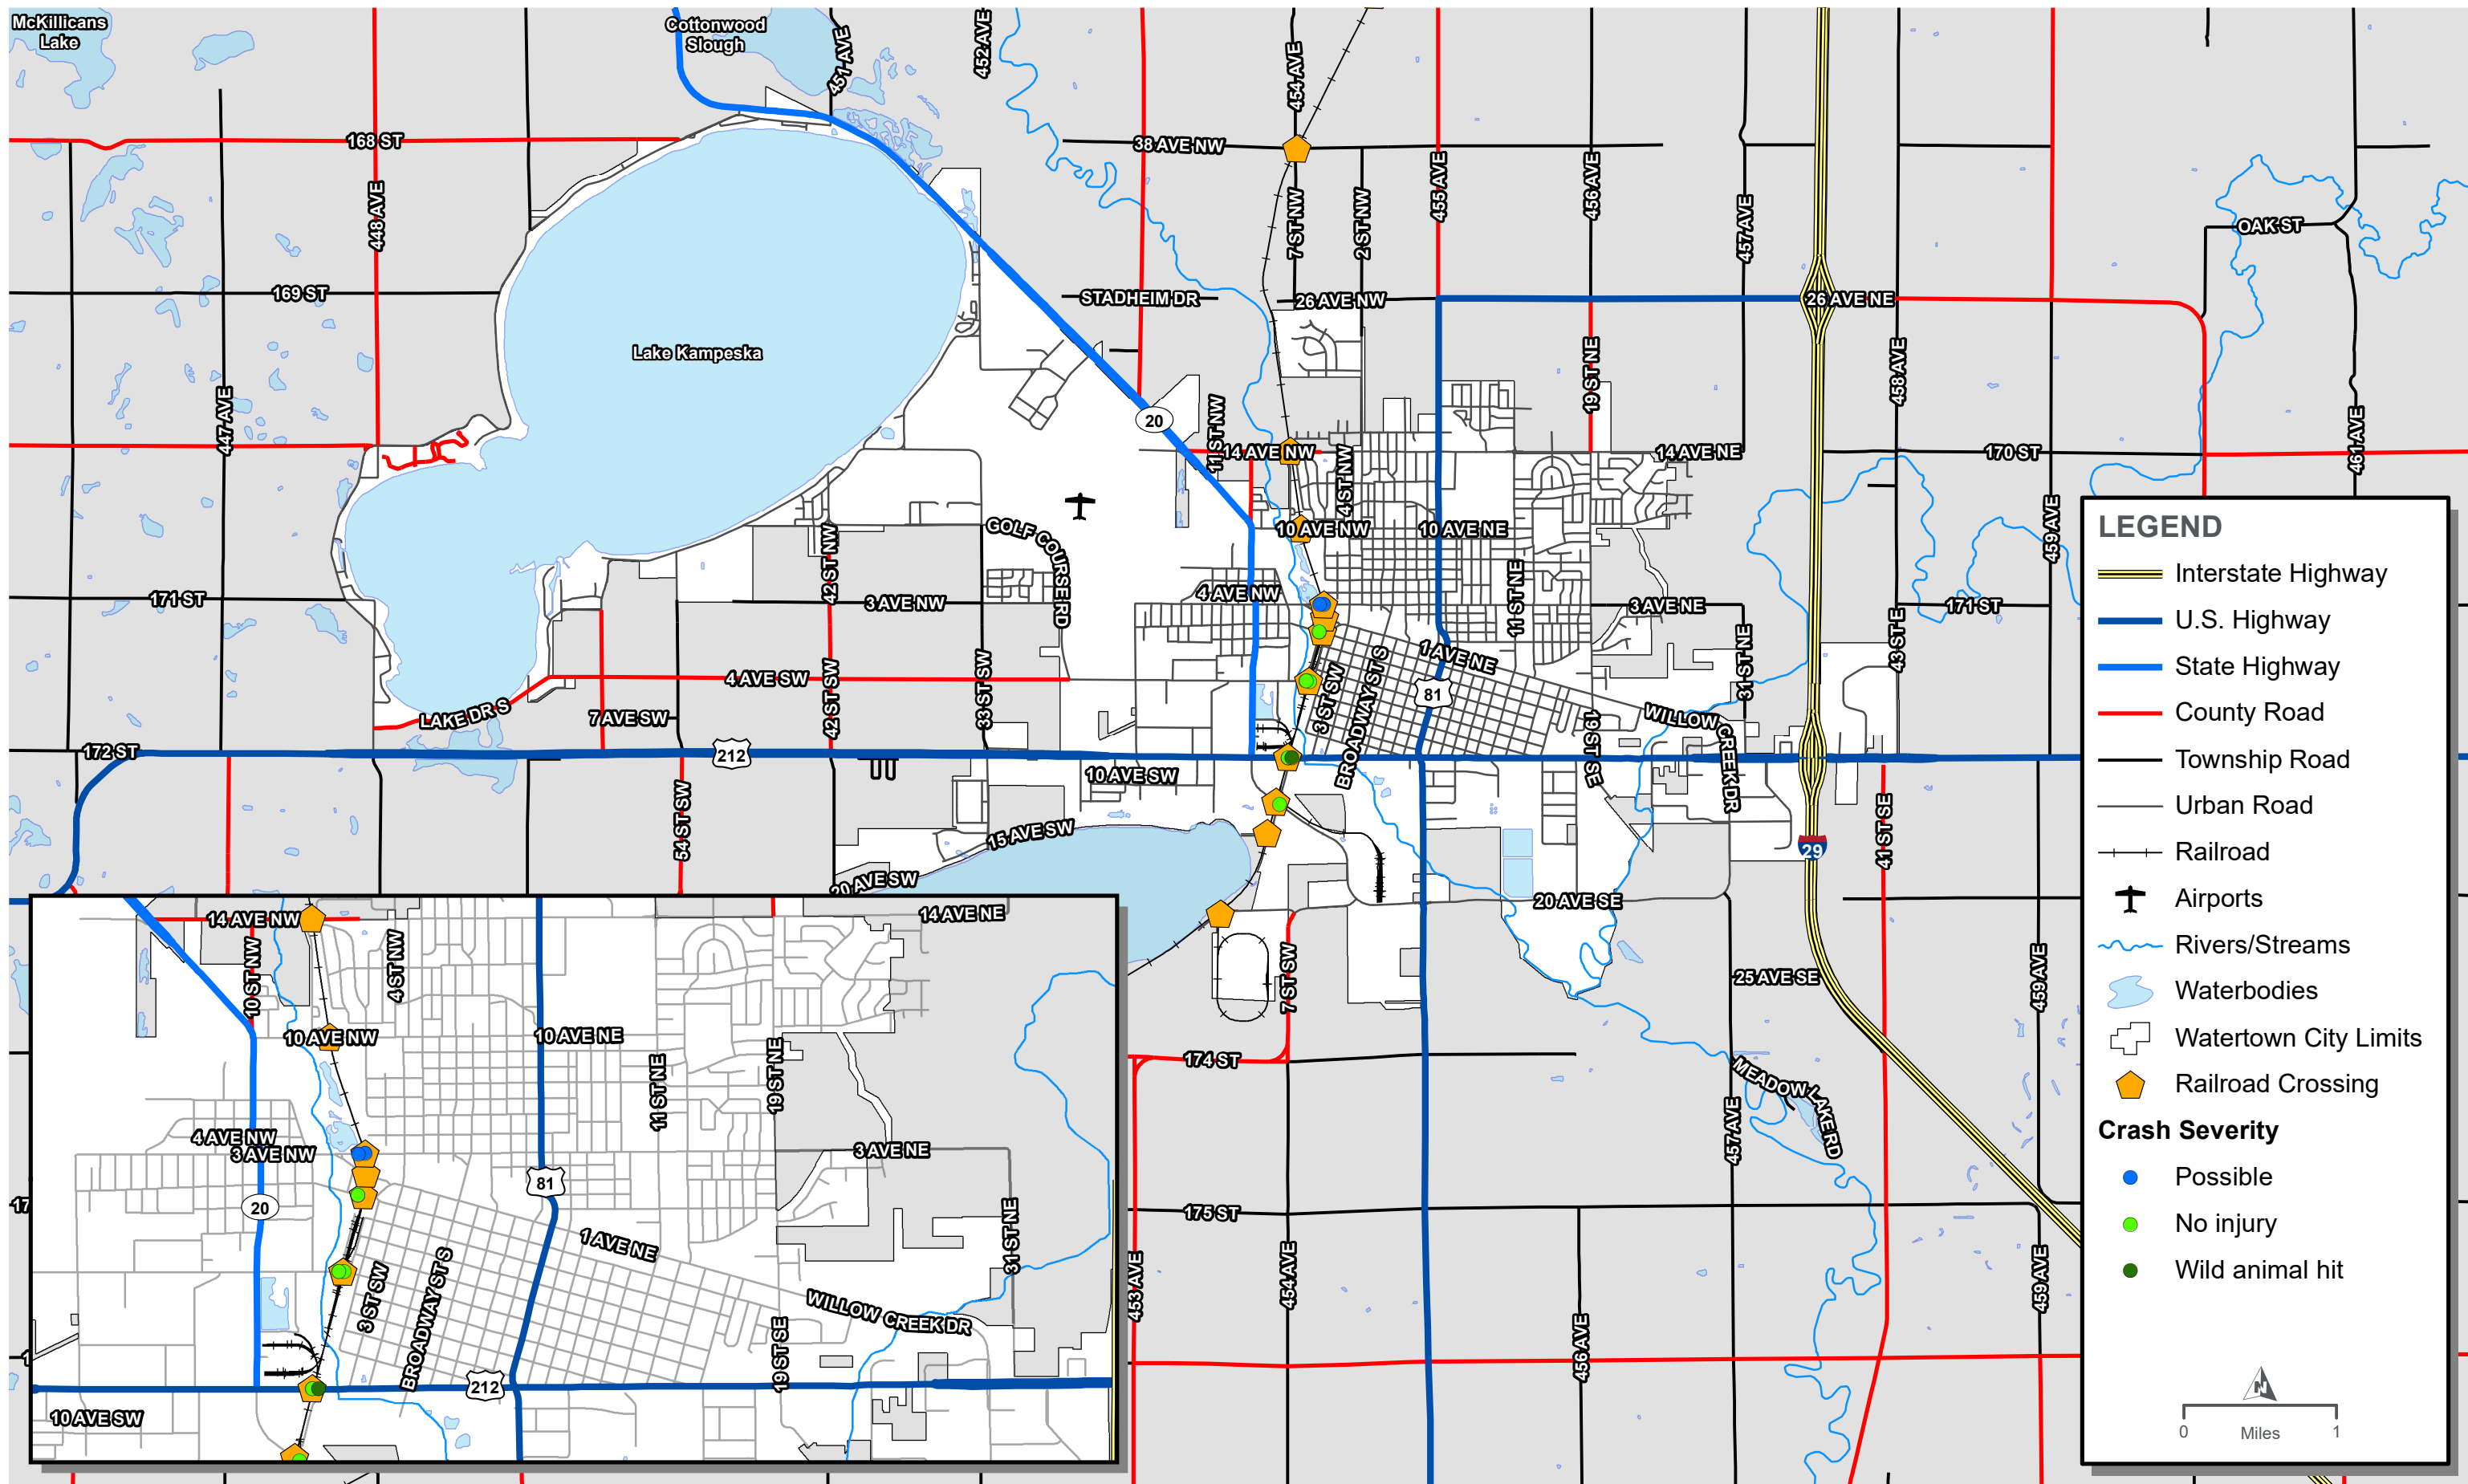 McKillicans
Lake
Cottonwood
Slough
451 AVE
452 AVE
454 AVE
168 ST
38 AVE NW
448 AVE
7 ST NW
2 ST NW
455 AVE
456 AVE
457 AVE
OAK ST
169 ST
STADHEIM DR
26 AVE NW
26 AVE NE
Lake Kampeska
19 ST NE
458 AVE
447 AVE
20
11 ST NW
14 AVE NW
4 ST NW
14 AVE NE
170 ST
461 AVE
GOLF COURSE RD
42 ST NW
10 AVE NW
10 AVE NE
459 AVE
171 ST
3 AVE NW
4 AVE NW
11 ST NE
3 AVE NE
171 ST
1 AVE NE
31 ST NE
43 ST E
4 AVE SW
42 ST SW
33 ST SW
3 ST SW
BROADWAY ST S
81
LAKE DR S
7 AVE SW
19 ST SE
WILLOW CREEK DR
172 ST
212
10 AVE SW
54 ST SW
15 AVE SW
29
41 ST SE
20 AVE SW
20 AVE SE
7 ST SW
25 AVE SE
459 AVE
174 ST
MEADOW LAKE RD
457 AVE
175 ST
453 AVE
454 AVE
456 AVE
459 AVE
17
1
14 AVE NW
14 AVE NE
10 ST NW
4 ST NW
10 AVE NW
10 AVE NE
11 ST NE
19 ST NE
4 AVE NW
3 AVE NW
3 AVE NE
81
20
1 AVE NE
31 ST NE
3 ST SW
BROADWAY ST S
WILLOW CREEK DR
19 ST SE
212
10 AVE SW
LEGEND
Interstate Highway
U.S. Highway
State Highway
County Road
Township Road
Urban Road
Railroad
Airports
Rivers/Streams
Waterbodies
Watertown City Limits
Railroad Crossing
Crash Severity
Possible
No injury
Wild animal hit
N
0 Miles 1